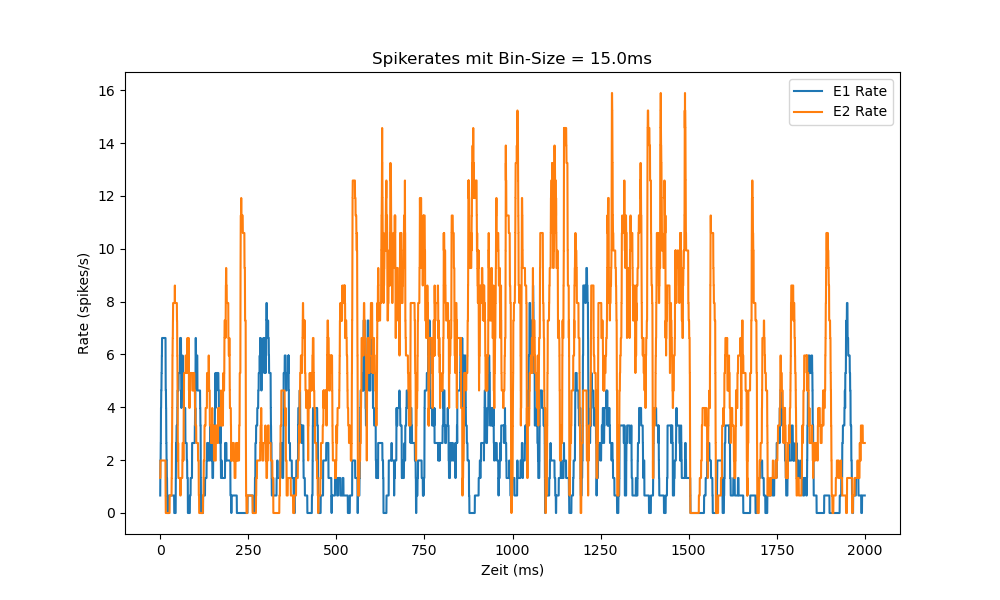 Spikerates mit Bin-Size = 15.0ms
E1 Rate
E2 Rate
16
14
12
10
8
6
4
2
0
Rate (spikes/s)
0 250 500 750 1000 1250 1500 1750 2000
Zeit (ms)